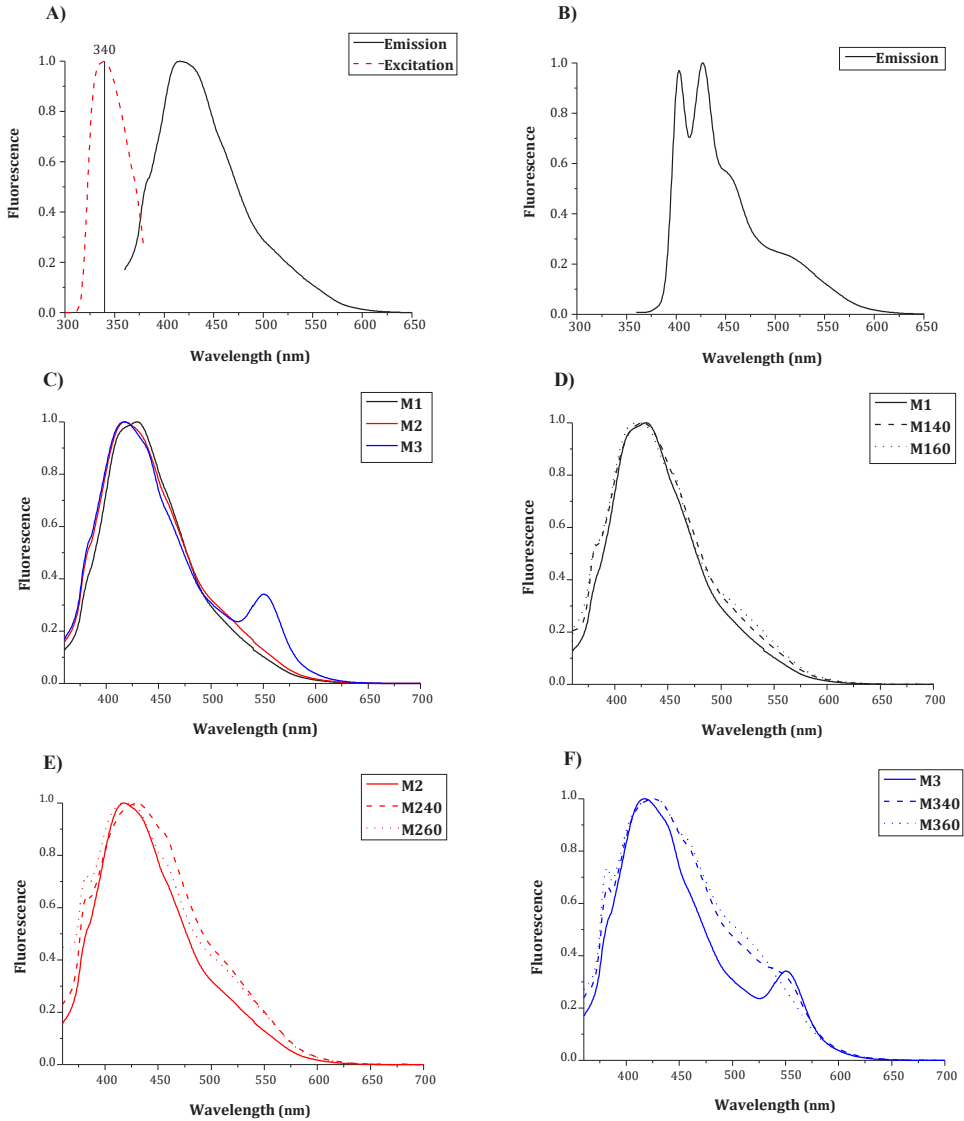 A)
340
Emission
Excitation
1.0
0.8
0.6
0.4
0.2
0.0
Fluorescence
300 350 400 450 500 550 600 650
Wavelength (nm)
B)
Emission
1.0
0.8
0.6
0.4
0.2
0.0
Fluorescence
300 350 400 450 500 550 600 650
Wavelength (nm)
C)
M1
M2
M3
1.0
0.8
0.6
0.4
0.2
0.0
Fluorescence
400 450 500 550 600 650 700
Wavelength (nm)
D)
M1
M140
M160
1.0
0.8
0.6
0.4
0.2
0.0
Fluorescence
400 450 500 550 600 650 700
Wavelength (nm)
E)
M2
M240
M260
1.0
0.8
0.6
0.4
0.2
0.0
Fluorescence
400 450 500 550 600 650 700
Wavelength (nm)
F)
M3
M340
M360
1.0
0.8
0.6
0.4
0.2
0.0
Fluorescence
400 450 500 550 600 650 700
Wavelength (nm)